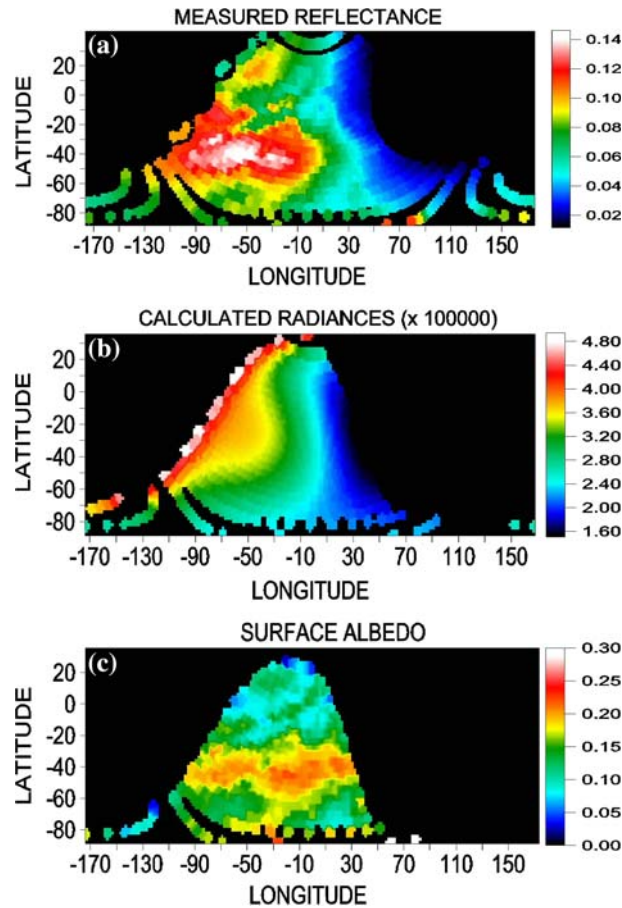 MEASURED REFLECTANCE
(a)
20
0
-20
-40
-60
-80
LATITUDE
-170 -130 -90 -50 -10 30 70 110 150
LONGITUDE
0.14
0.12
0.10
0.08
0.06
0.04
0.02
CALCULATED RADIANCES (x 100000)
(b)
20
0
-20
-40
-60
-80
LATITUDE
-170 -130 -90 -50 -10 30 70 110 150
LONGITUDE
4.80
4.40
4.00
3.60
3.20
2.80
2.40
2.00
1.60
SURFACE ALBEDO
(c)
20
0
-20
-40
-60
-80
LATITUDE
-170 -130 -90 -50 -10 30 70 110 150
LONGITUDE
0.30
0.25
0.20
0.15
0.10
0.05
0.00